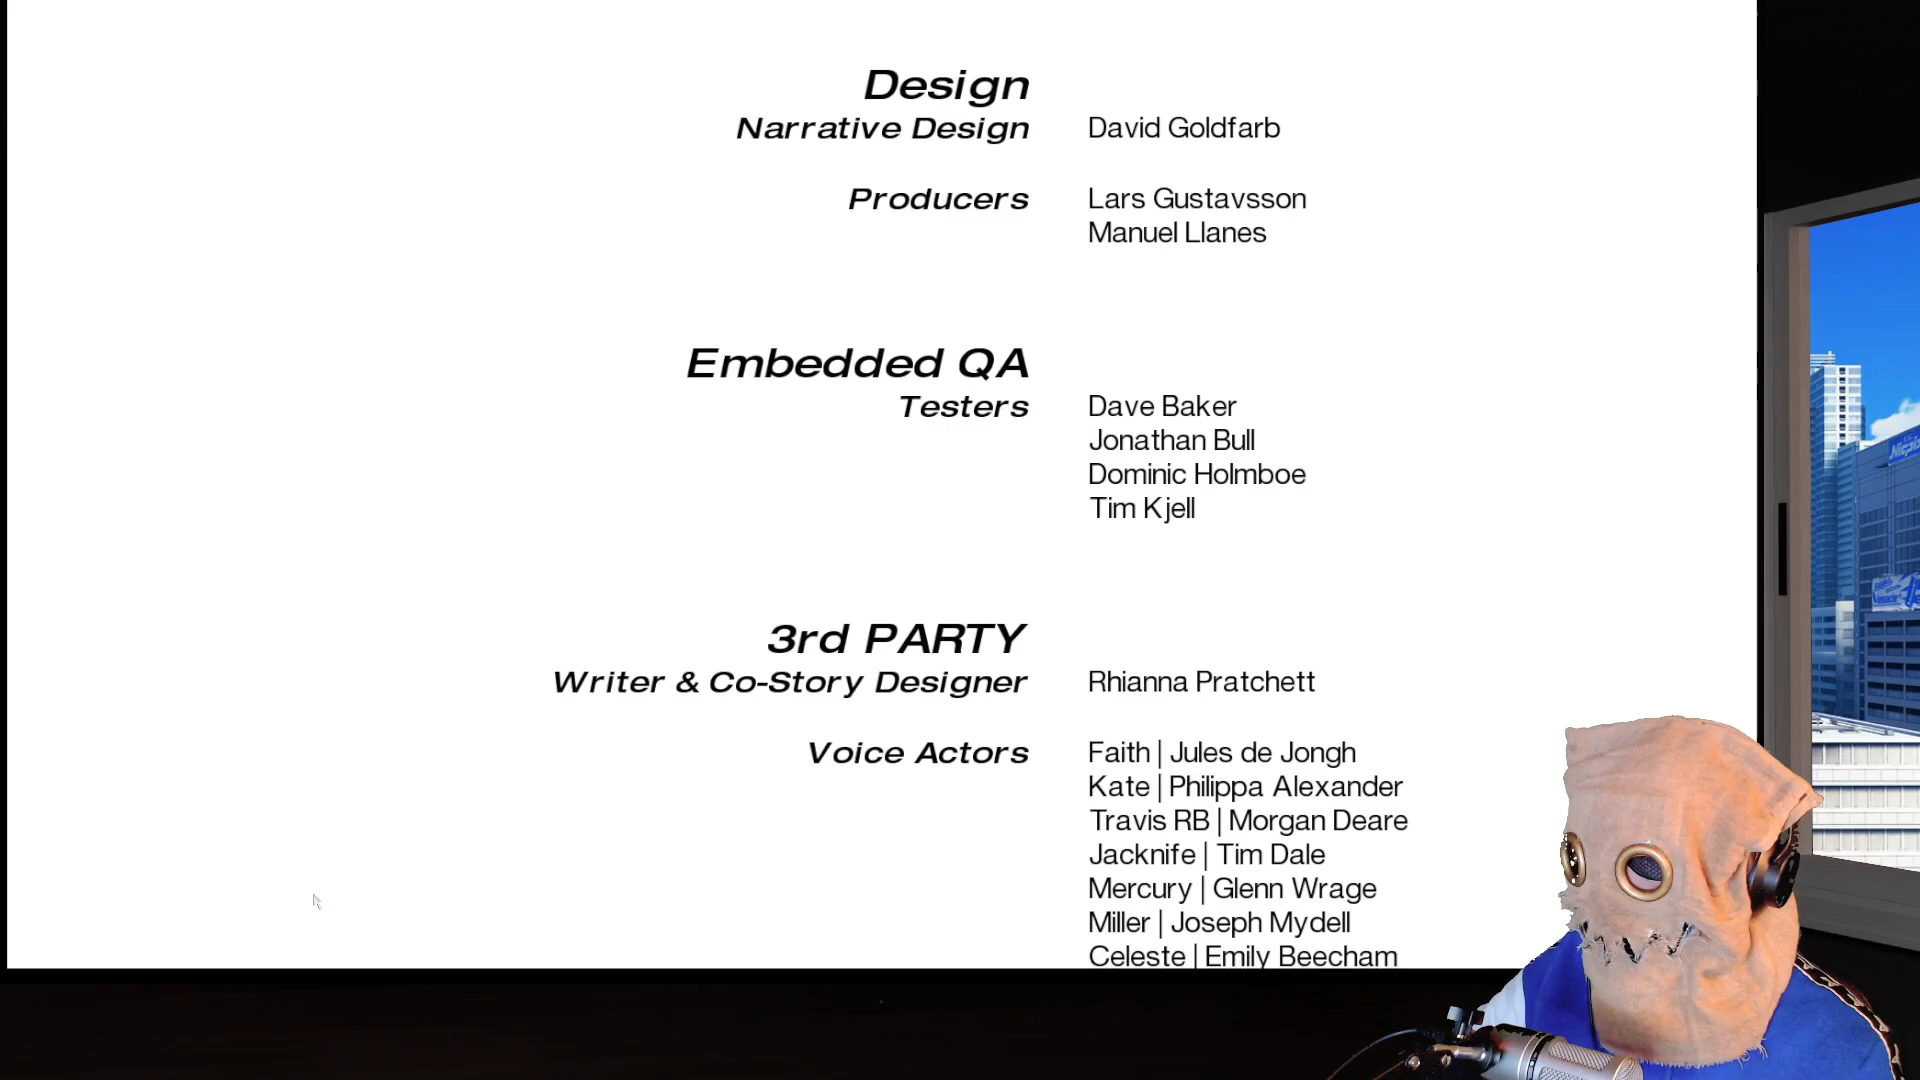 Design
Narrative Design David Goldfarb
Producers Lars Gustavsson
Manuel Llanes
Embedded QA
Testers Dave Baker
Jonathan Bull
Dominic Holmboe
Tim Kjell
3rd PARTY
Writer & Co-Story Designer Rhianna Pratchett
Voice Actors Faith | Jules de Jongh
Kate | Philippa Alexander
Travis RB | Morgan Deare
Jacknife | Tim Dale
Mercury | Glenn Wrage
Miller | Joseph Mydell
Celeste | Emily Beecham